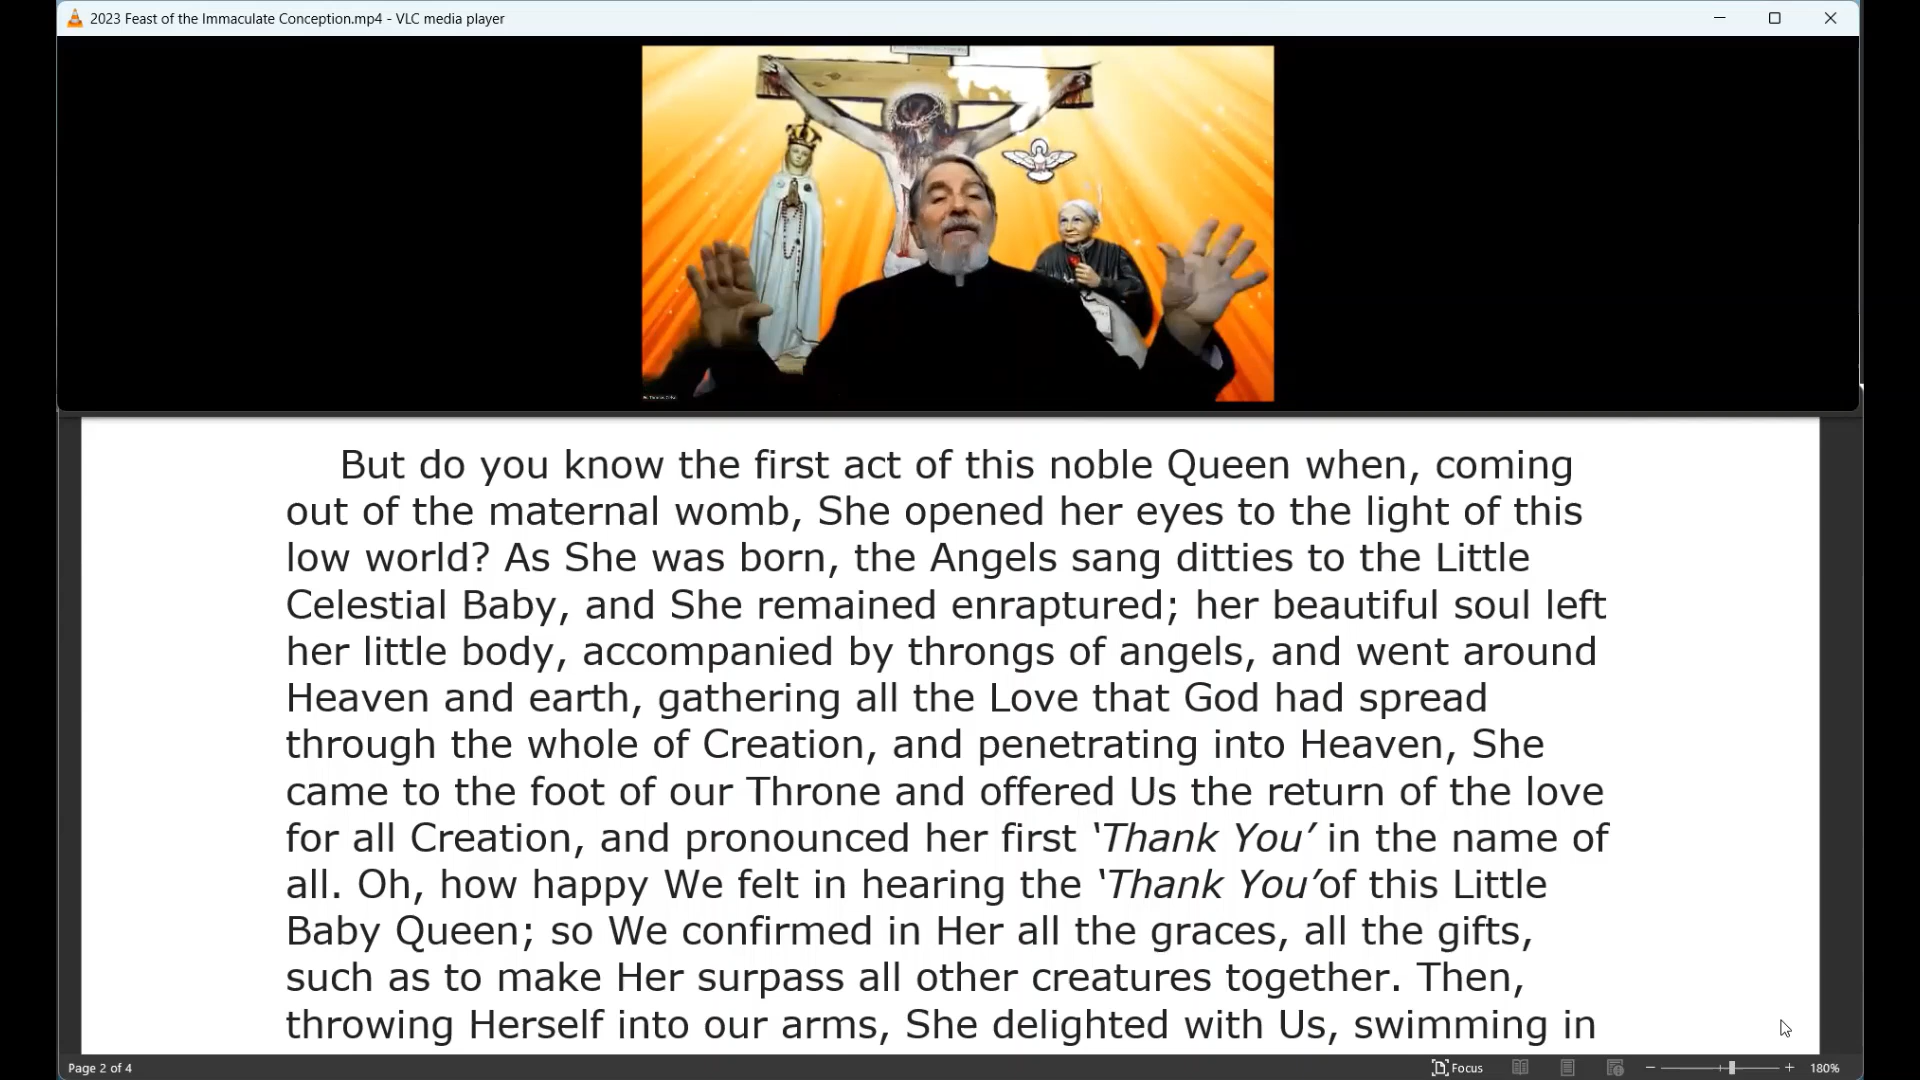 2023 Feast of the Immaculate Conception.mp4 - VLC media player
But do you know the first act of this noble Queen when, coming
out of the maternal womb, She opened her eyes to the light of this
low world? As She was born, the Angels sang ditties to the Little
Celestial Baby, and She remained enraptured; her beautiful soul left
her little body, accompanied by throngs of angels, and went around
Heaven and earth, gathering all the Love that God had spread
through the whole of Creation, and penetrating into Heaven, She
came to the foot of our Throne and offered Us the return of the love
for all Creation, and pronounced her first ‘Thank You’ in the name of
all. Oh, how happy We felt in hearing the ‘Thank You’of this Little
Baby Queen; so We confirmed in Her all the graces, all the gifts,
such as to make Her surpass all other creatures together. Then,
throwing Herself into our arms, She delighted with Us, swimming in
Page 2 of 4
Focus
180%